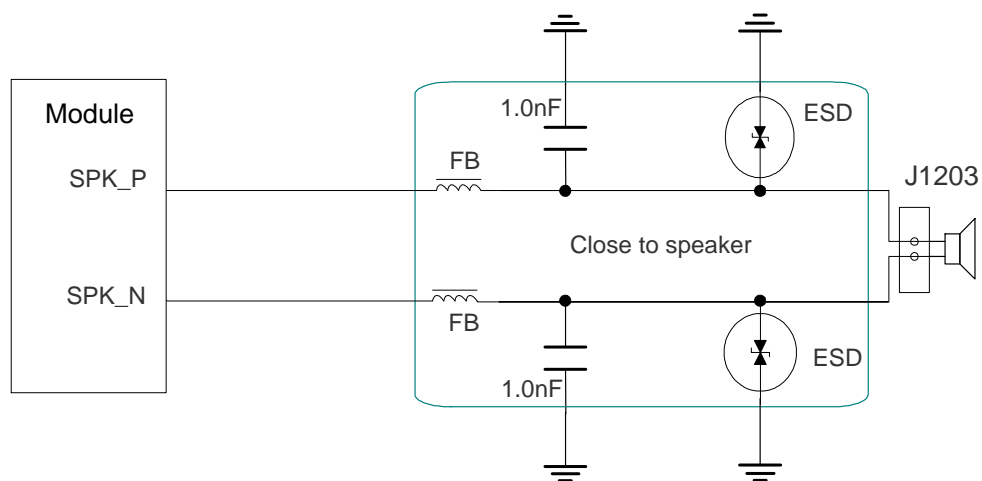 Module
1.0nF
ESD
FB
SPK_P
J1203
Close to speaker
SPK_N
FB
ESD
1.0nF